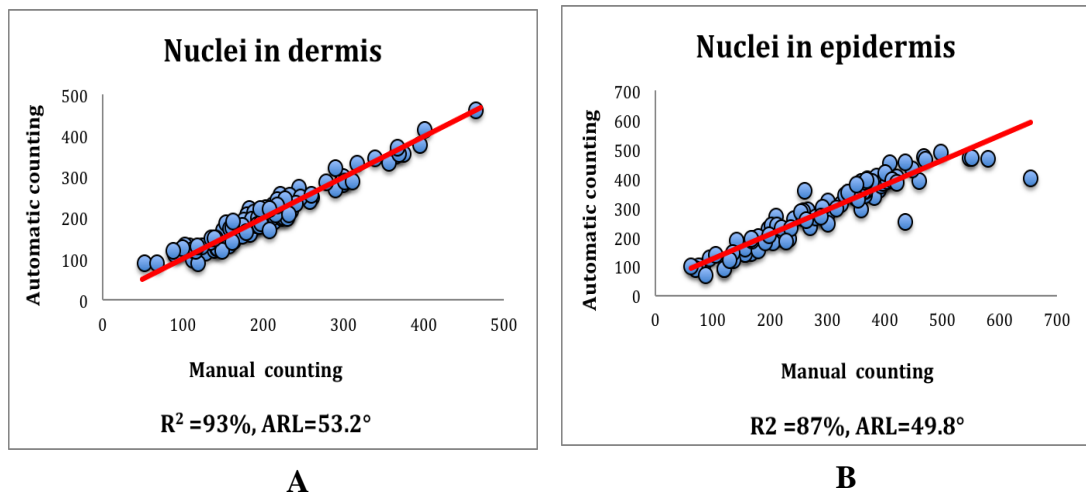 Nuclei in dermis
Automatic counting
500
400
300
200
100
0
0 100 200 300 400 500
Manual counting
R² =93%, ARL=53.2°
A
Nuclei in epidermis
Automatic counting
700
600
500
400
300
200
100
0
0 100 200 300 400 500 600 700
Manual counting
R2 =87%, ARL=49.8°
B